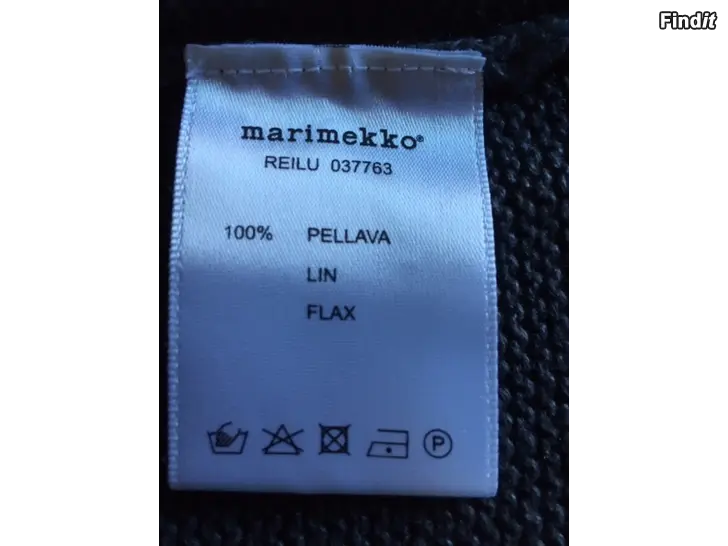 Findit
marimekko®
REILU 037763
100% PELLAVA
LIN
FLAX
P